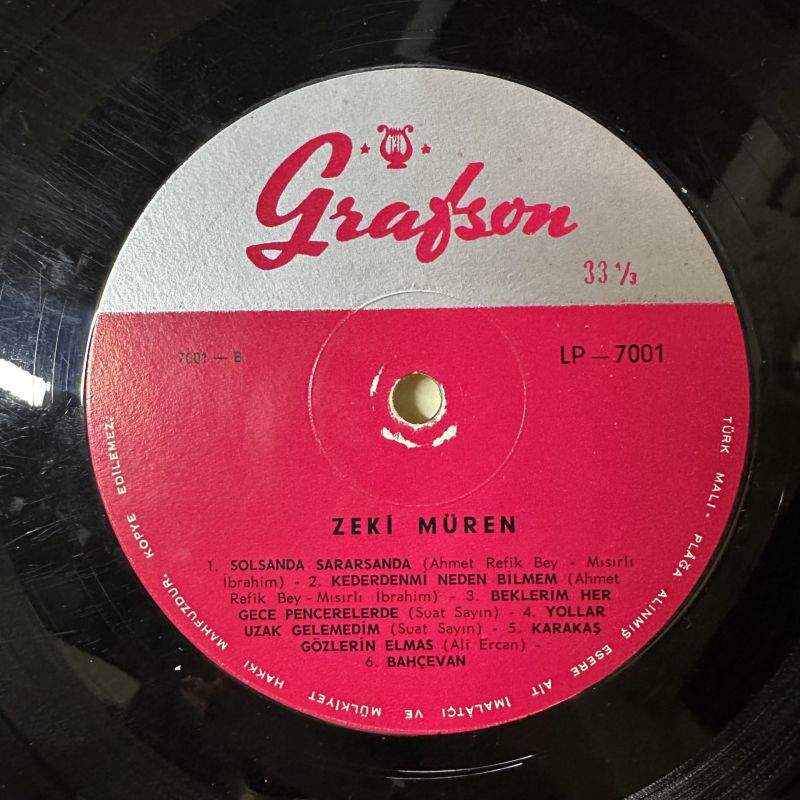 Grafson
33 1/3
7001 — B
LP — 7001
ZEKİ MÜREN
1. SOLSANDA SARARSANDA (Ahmet Refik Bey - Mısırlı
İbrahim) - 2. KEDERDENMİ NEDEN BİLMEM (Ahmet
Refik Bey - Mısırlı İbrahim) - 3. BEKLERİM HER
GECE PENCERELERDE (Suat Sayın) - 4. YOLLAR
UZAK GELEMEDİM (Suat Sayın) - 5. KARAKAŞ
GÖZLERİN ELMAS (Ali Ercan) -
6. BAHÇEVAN
TÜRK MALI - PLÂĞA ALINMIŞ ESERE AİT İMALÂTÇI VE MÜLKİYET HAKKI MAHFUZDUR. KOPYE EDİLEMEZ.